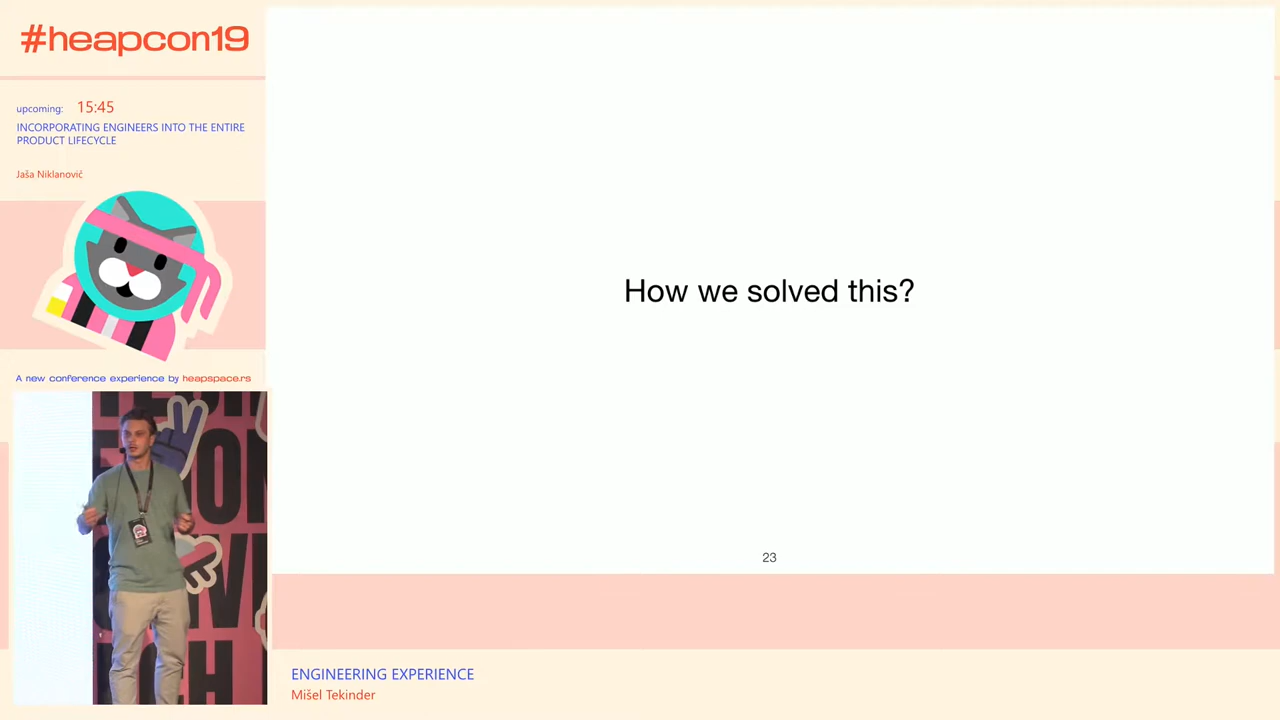 #heapcon19
upcoming: 15:45
INCORPORATING ENGINEERS INTO THE ENTIRE
PRODUCT LIFECYCLE
Jaša Niklanović
A new conference experience by heapspace.rs
How we solved this?
23
ENGINEERING EXPERIENCE
Mišel Tekinder